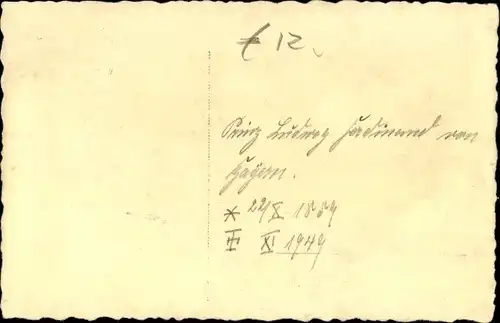 € 12
Prinz Ludwig Ferdinand von
Bayern.
* 22/X 1859
‡ XI 1949